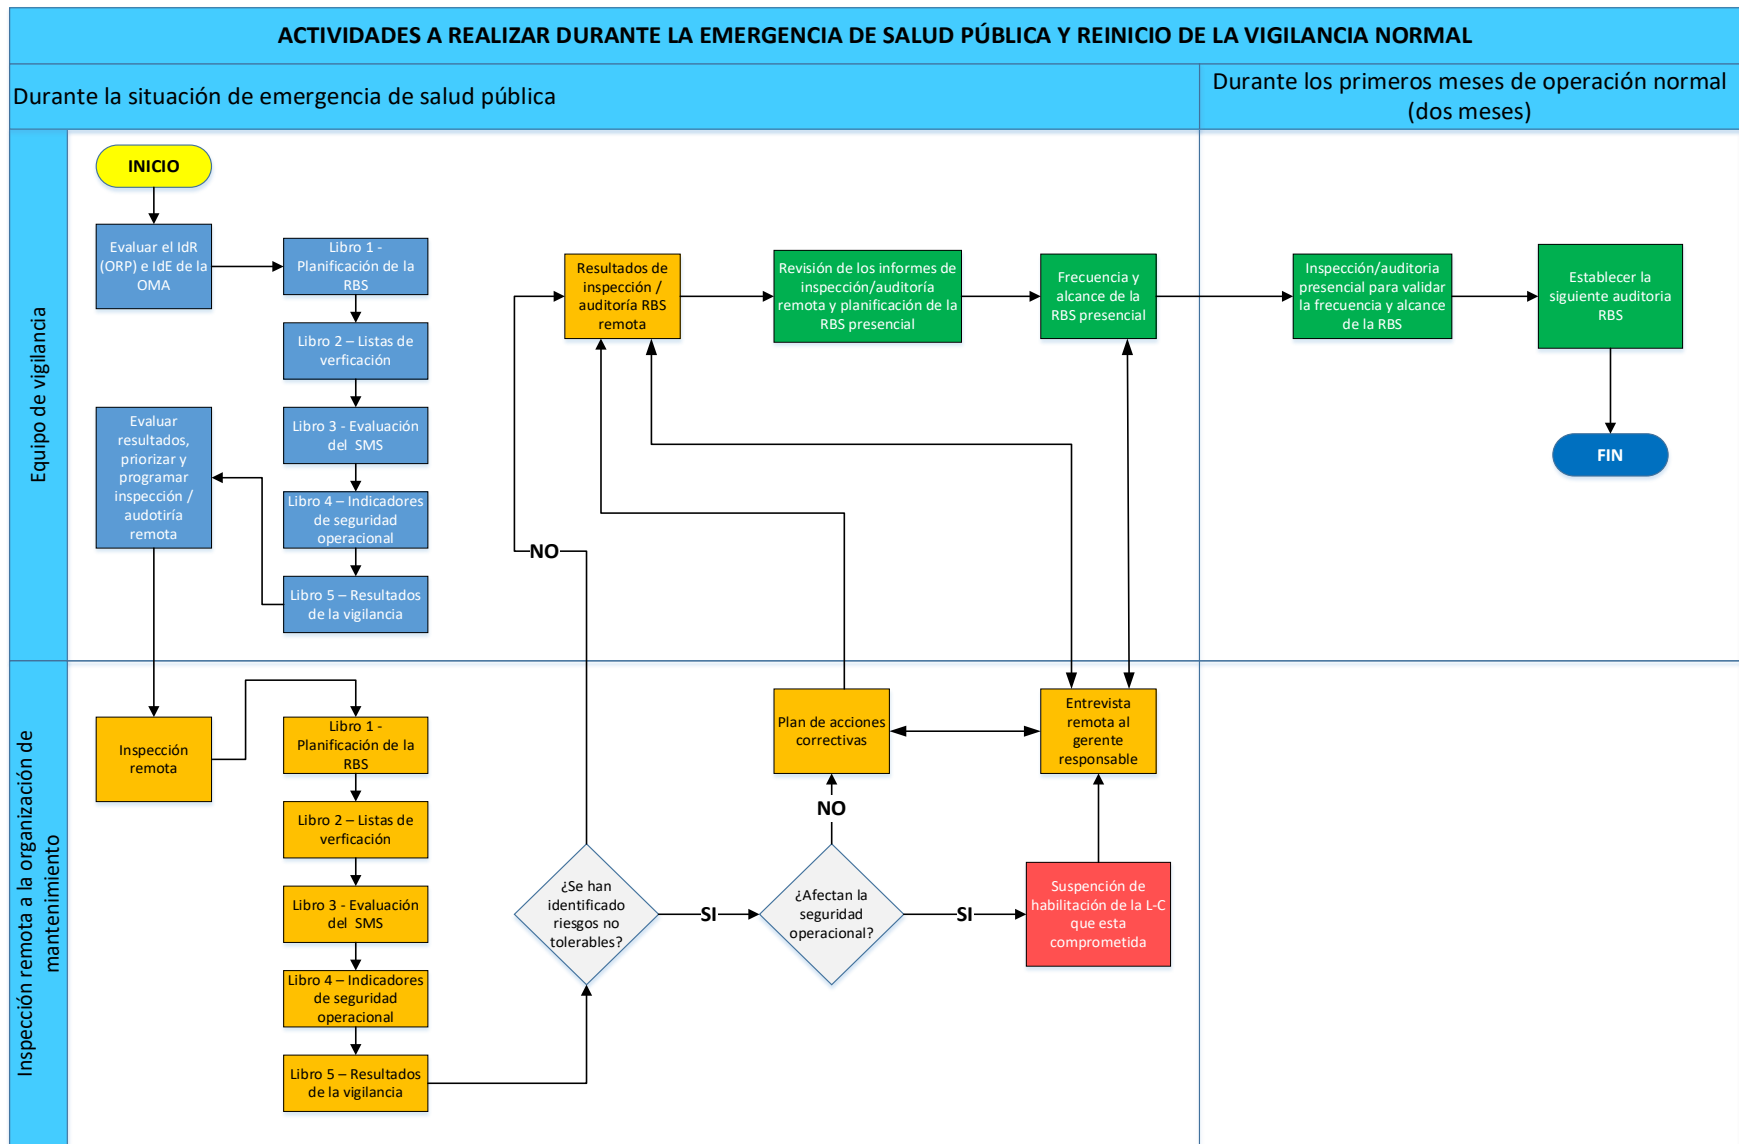 ACTIVIDADES A REALIZAR DURANTE LA EMERGENCIA DE SALUD PÚBLICA Y REINICIO DE LA VIGILANCIA NORMAL
Durante la situación de emergencia de salud pública
Durante los primeros meses de operación normal
(dos meses)
Equipo de vigilancia
INICIO
Evaluar el IdR
(ORP) e IdE de la
OMA
Libro 1 -
Planificación de la
RBS
Libro 2 – Listas de
verficación
Libro 3 - Evaluación
del SMS
Libro 4 – Indicadores
de seguridad
operacional
Libro 5 – Resultados
de la vigilancia
Evaluar
resultados,
priorizar y
programar
inspección /
audotiría
remota
Resultados de
inspección /
auditoría RBS
remota
Revisión de los informes de
inspección/auditoría
remota y planificación de la
RBS presencial
Frecuencia y
alcance de la
RBS presencial
Inspección/auditoria
presencial para validar
la frecuencia y alcance
de la RBS
Establecer la
siguiente auditoria
RBS
FIN
NO
Inspección remota a la organización de
mantenimiento
Inspección
remota
Libro 1 -
Planificación de la
RBS
Libro 2 – Listas de
verficación
Libro 3 - Evaluación
del SMS
Libro 4 – Indicadores
de seguridad
operacional
Libro 5 – Resultados
de la vigilancia
¿Se han
identificado
riesgos no
tolerables?
SI
¿Afectan la
seguridad
operacional?
NO
Plan de acciones
correctivas
SI
Suspención de
habilitación de la L-C
que esta
comprometida
Entrevista
remota al
gerente
responsable